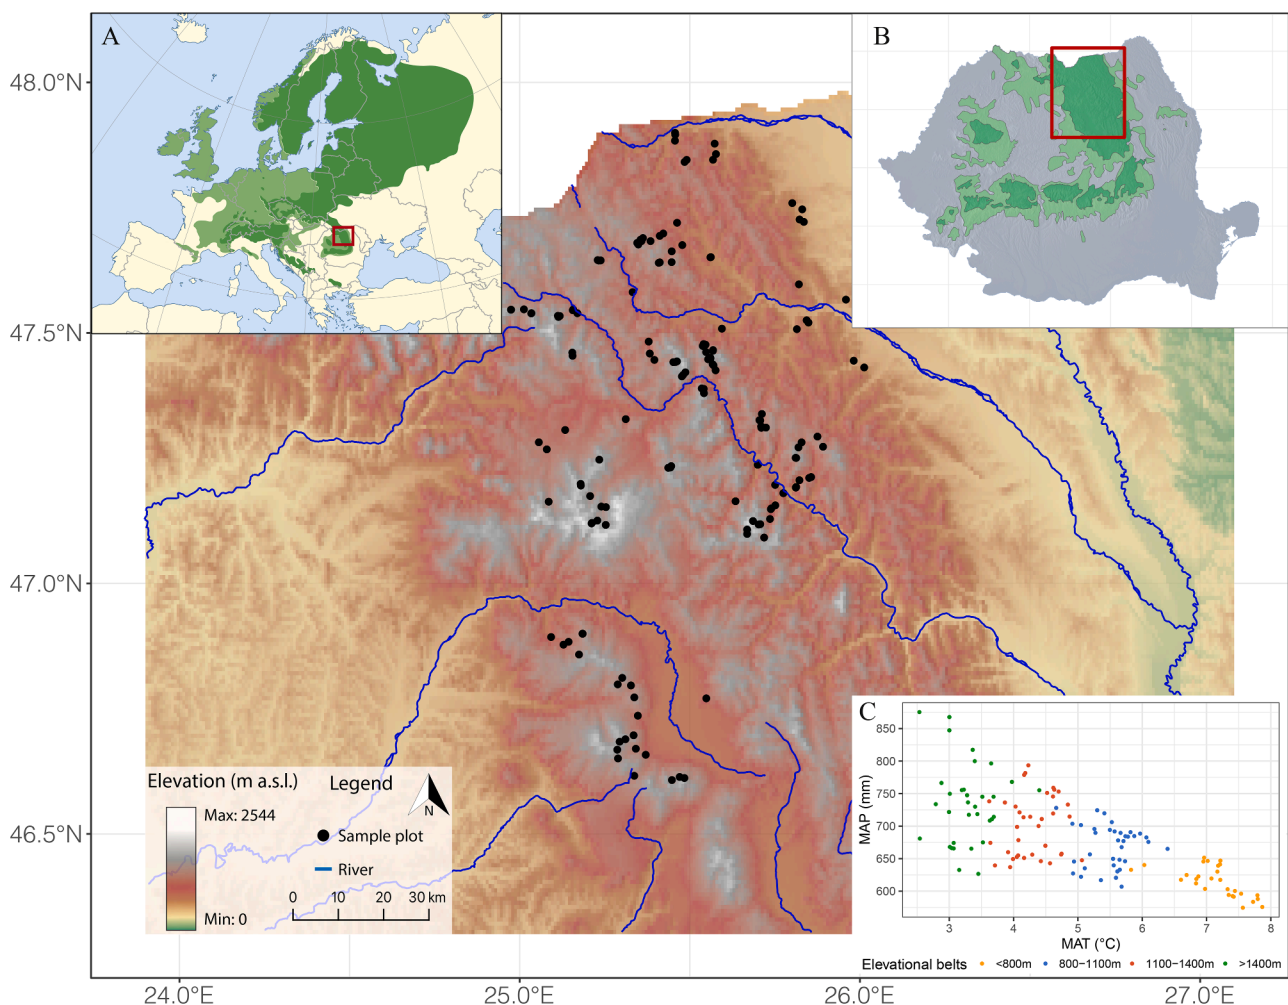 A
B
48.0°N
47.5°N
47.0°N
46.5°N
24.0°E
25.0°E
26.0°E
27.0°E
Elevation (m a.s.l.)
Legend
Max: 2544
Min: 0
N
Sample plot
River
0 10 20 30 km
C
MAP (mm)
850
800
750
700
650
600
3 4 5 6 7 8
MAT (°C)
Elevational belts <800m 800−1100m 1100−1400m >1400m